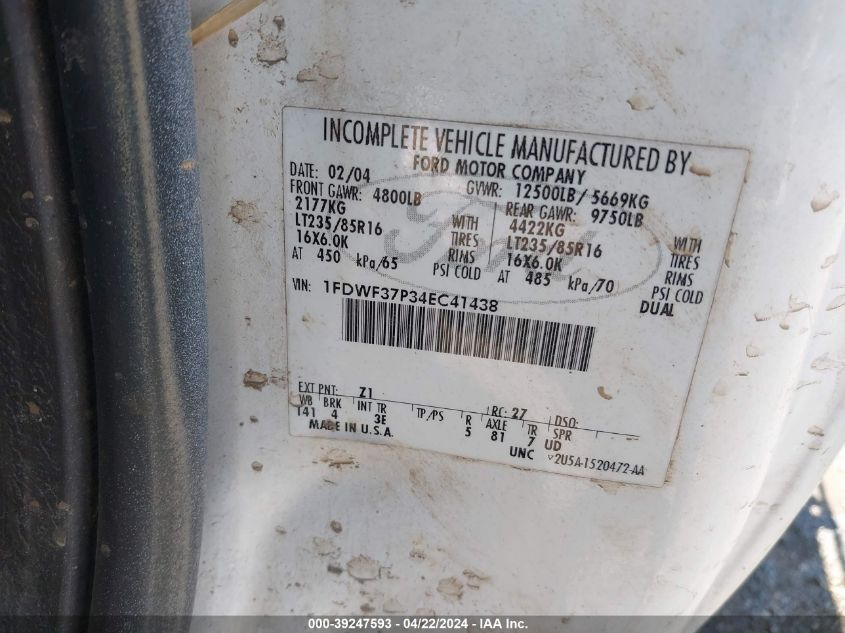 INCOMPLETE VEHICLE MANUFACTURED BY
FORD MOTOR COMPANY
DATE: 02/04 GVWR: 12500LB/ 5669KG
FRONT GAWR: 4800LB REAR GAWR: 9750LB
2177KG WITH 4422KG WITH
LT235/85R16 TIRES LT235/85R16 TIRES
16X6.0K RIMS 16X6.0K RIMS
AT 450 kPa/65 PSI COLD AT 485 kPa/70 PSI COLD
DUAL
VIN: 1FDWF37P34EC41438
Ford
EXT PNT: Z1 RC: 27 DSO:
WB BRK INT TR TP/PS R AXLE TR SPR
141 4 3E 5 81 7 UD
MADE IN U.S.A. UNC V2U5A-1520472-AA
000-39247593 - 04/22/2024 - IAA Inc.